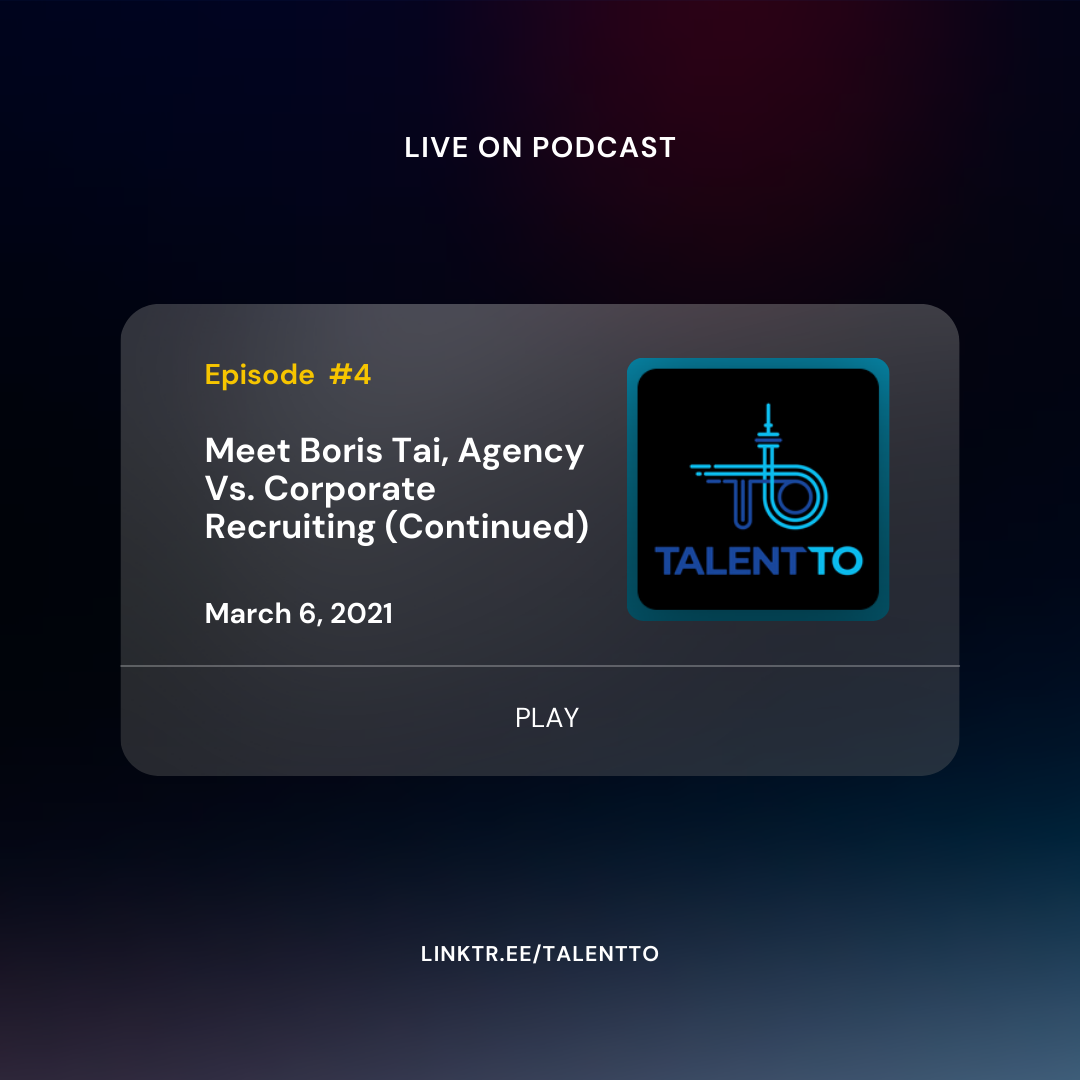 LIVE ON PODCAST
Episode #4
Meet Boris Tai, Agency
Vs. Corporate
Recruiting (Continued)
March 6, 2021
TO
TALENTTO
PLAY
LINKTR.EE/TALENTTO